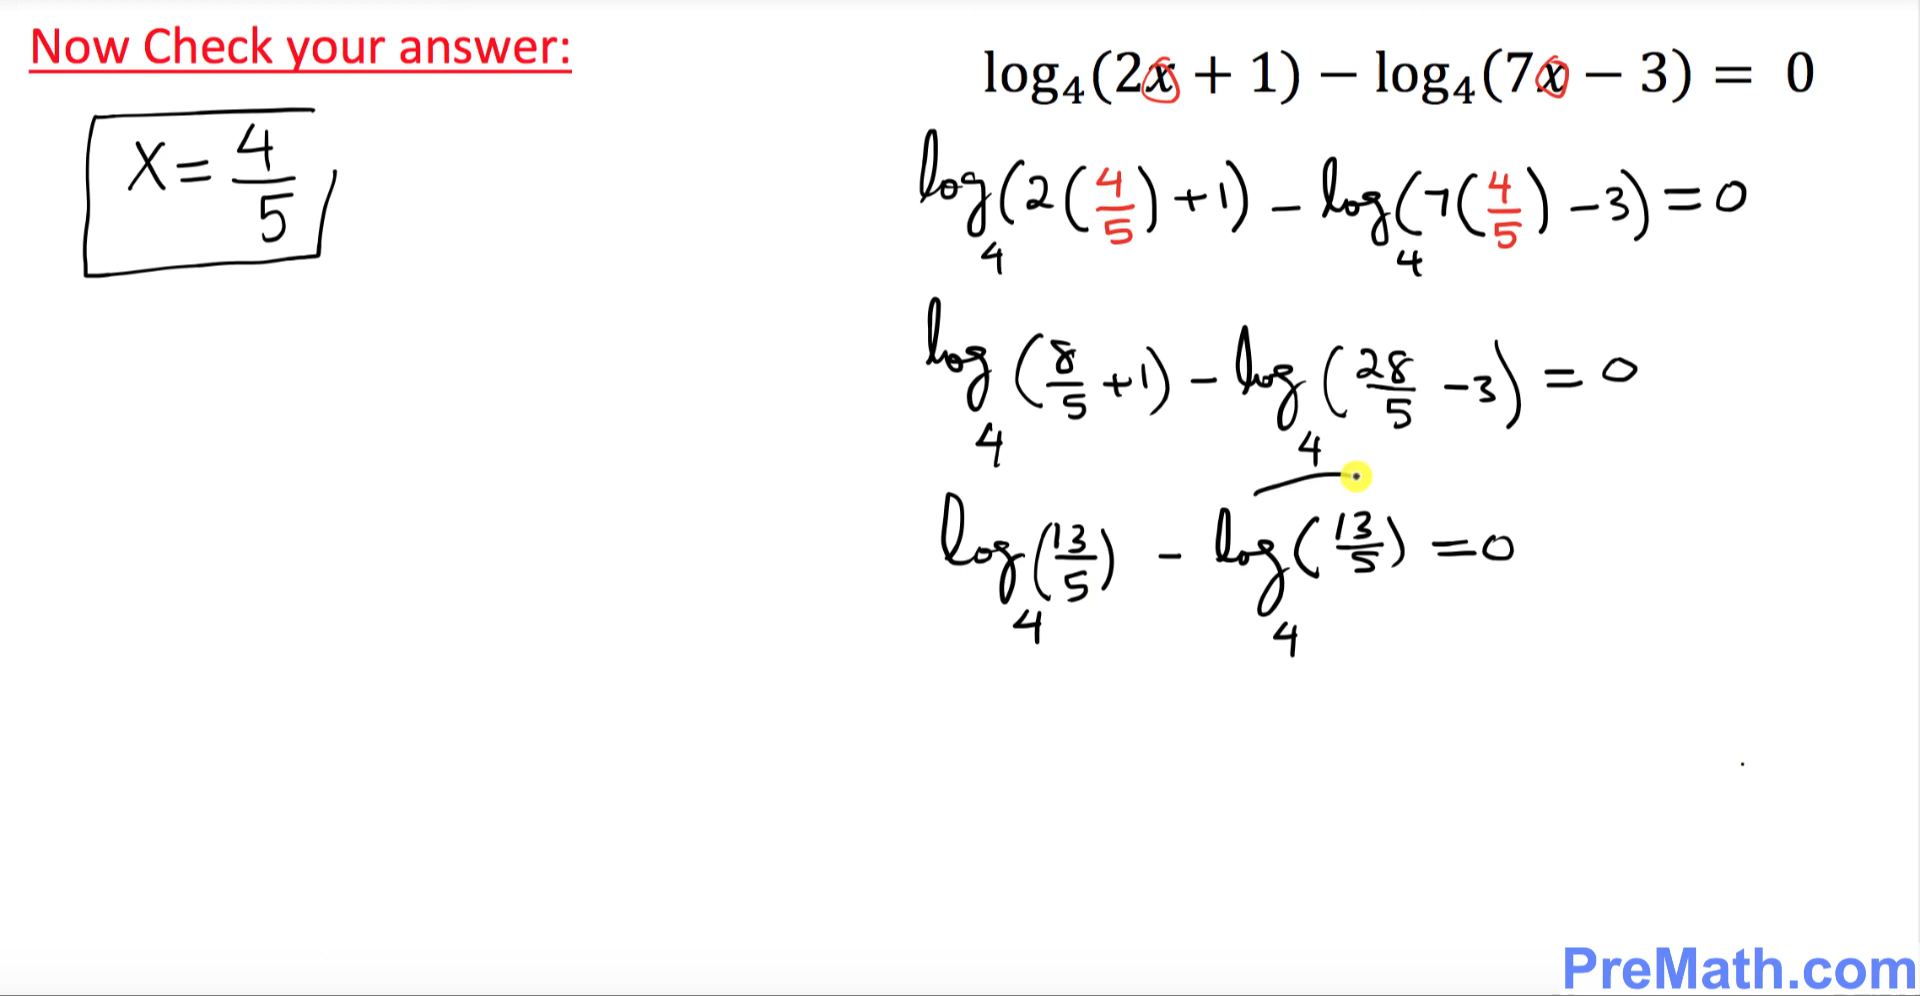 Now Check your answer:
log₄(2x + 1) − log₄(7x − 3) = 0
x = 4/5
log₄(2(4/5) + 1) − log₄(7(4/5) − 3) = 0
log₄(8/5 + 1) − log₄(28/5 − 3) = 0
log₄(13/5) − log₄(13/5) = 0
PreMath.com